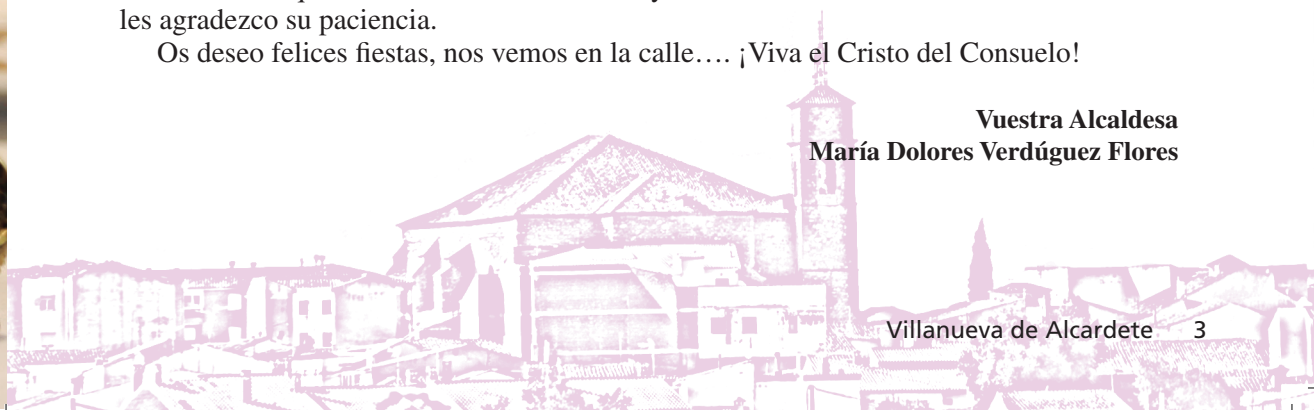 les agradezco su paciencia.
Os deseo felices fiestas, nos vemos en la calle…. ¡Viva el Cristo del Consuelo!
Vuestra Alcaldesa
María Dolores Verdúguez Flores
Villanueva de Alcardete 3